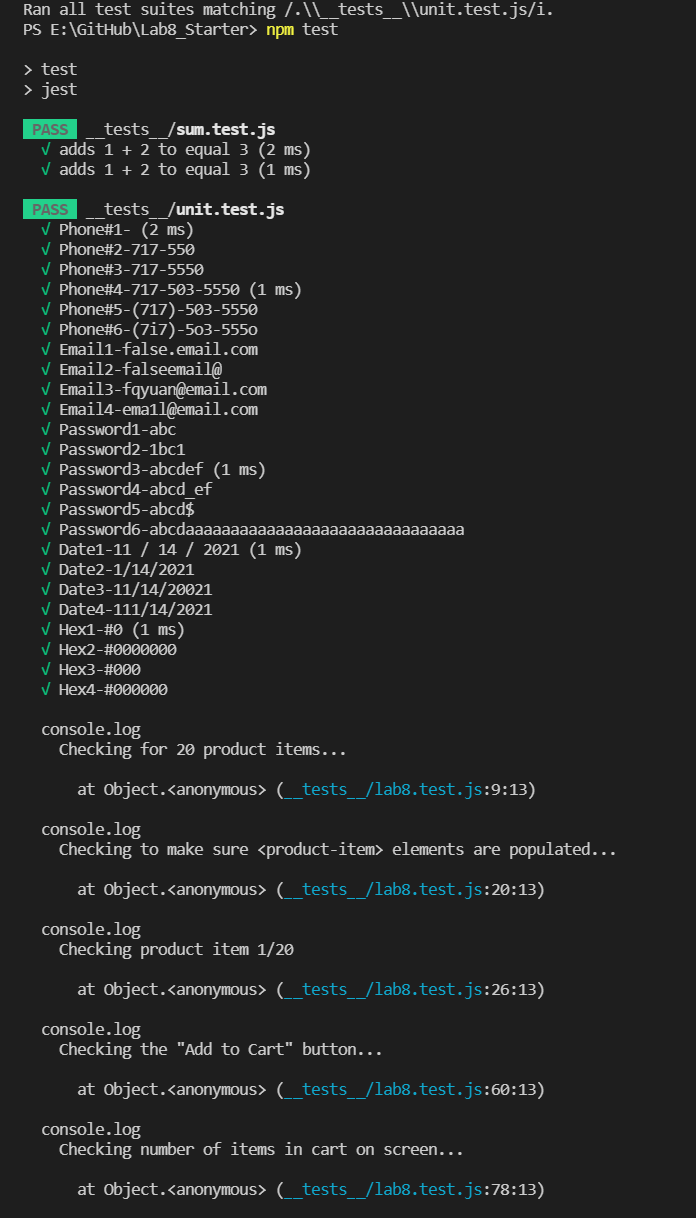 Ran all test suites matching /.\\__tests__\\unit.test.js/i.
PS E:\GitHub\Lab8_Starter> npm test
> test
> jest
PASS __tests__/sum.test.js
√ adds 1 + 2 to equal 3 (2 ms)
√ adds 1 + 2 to equal 3 (1 ms)
PASS __tests__/unit.test.js
√ Phone#1- (2 ms)
√ Phone#2-717-550
√ Phone#3-717-5550
√ Phone#4-717-503-5550 (1 ms)
√ Phone#5-(717)-503-5550
√ Phone#6-(7i7)-5o3-555o
√ Email1-false.email.com
√ Email2-falseemail@
√ Email3-fqyuan@email.com
√ Email4-ema1l@email.com
√ Password1-abc
√ Password2-1bc1
√ Password3-abcdef (1 ms)
√ Password4-abcd_ef
√ Password5-abcd$
√ Password6-abcdaaaaaaaaaaaaaaaaaaaaaaaaaaaaaaa
√ Date1-11 / 14 / 2021 (1 ms)
√ Date2-1/14/2021
√ Date3-11/14/20021
√ Date4-111/14/2021
√ Hex1-#0 (1 ms)
√ Hex2-#0000000
√ Hex3-#000
√ Hex4-#000000
console.log
Checking for 20 product items...
at Object.<anonymous> (__tests__/lab8.test.js:9:13)
console.log
Checking to make sure <product-item> elements are populated...
at Object.<anonymous> (__tests__/lab8.test.js:20:13)
console.log
Checking product item 1/20
at Object.<anonymous> (__tests__/lab8.test.js:26:13)
console.log
Checking the "Add to Cart" button...
at Object.<anonymous> (__tests__/lab8.test.js:60:13)
console.log
Checking number of items in cart on screen...
at Object.<anonymous> (__tests__/lab8.test.js:78:13)